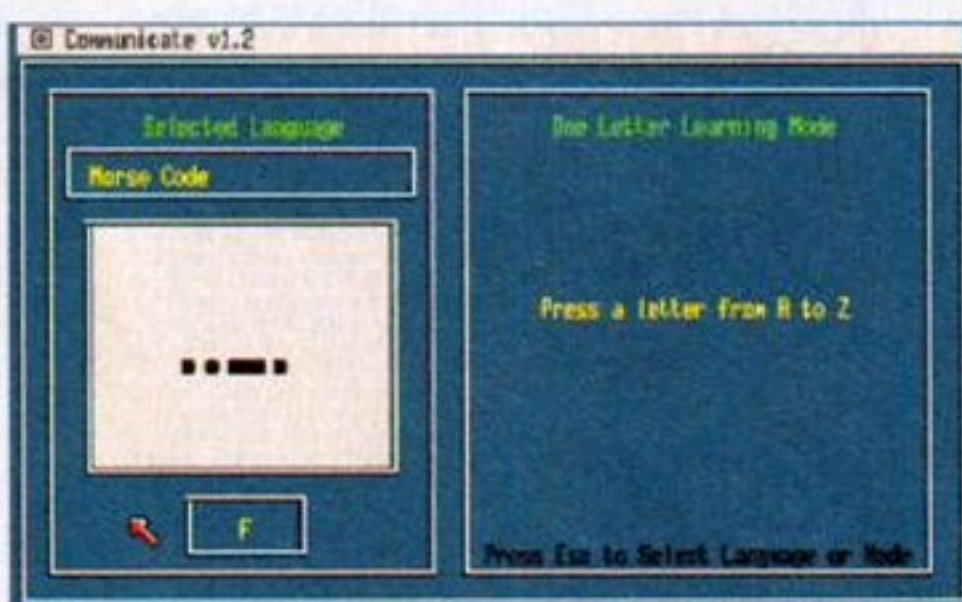 Communicate v1.2
Selected Language
Morse Code
F
One Letter Learning Mode
Press a letter from A to Z
Press Esc to Select Language or Mode